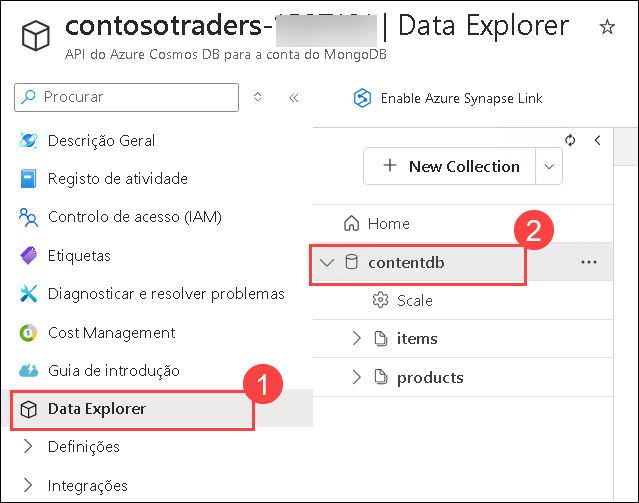 contosotraders- | Data Explorer
API do Azure Cosmos DB para a conta do MongoDB
Procurar
Enable Azure Synapse Link
Descrição Geral
Registo de atividade
Controlo de acesso (IAM)
Etiquetas
Diagnosticar e resolver problemas
Cost Management
Guia de introdução
1
Data Explorer
Definições
Integrações
+ New Collection
Home
2
contentdb
...
Scale
items
products